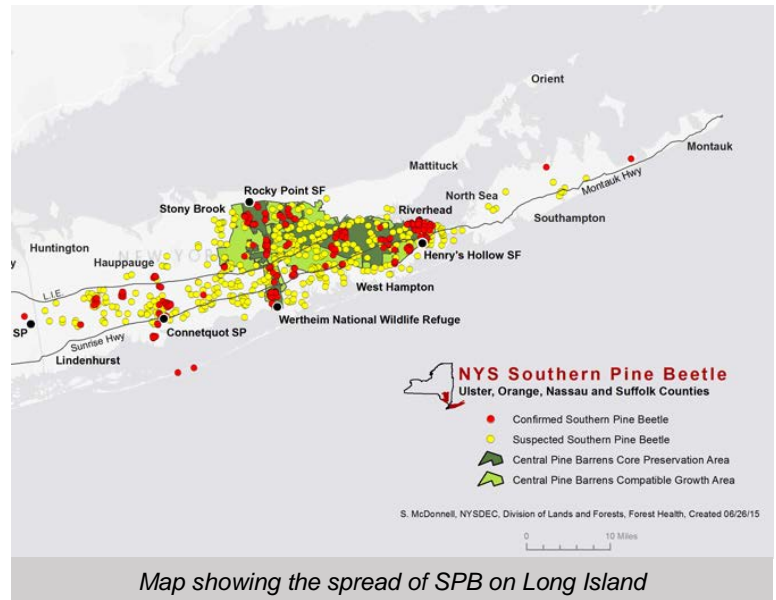 Orient
Montauk
Mattituck
Montauk Hwy
North Sea
Rocky Point SF
Stony Brook
Riverhead
Southampton
Huntington
NEW YOR
y
Hauppauge
Henry's Hollow SF
L.I.E.
West Hampton
SP
Connetquot SP
Wertheim National Wildlife Refuge
Sunrise Hwy
Lindenhurst
NYS Southern Pine Beetle
Ulster, Orange, Nassau and Suffolk Counties
Confirmed Southern Pine Beetle
Suspected Southern Pine Beetle
Central Pine Barrens Core Preservation Area
Central Pine Barrens Compatible Growth Area
S. McDonnell, NYSDEC, Division of Lands and Forests, Forest Health, Created 06/26/15
0 10 Miles
Map showing the spread of SPB on Long Island